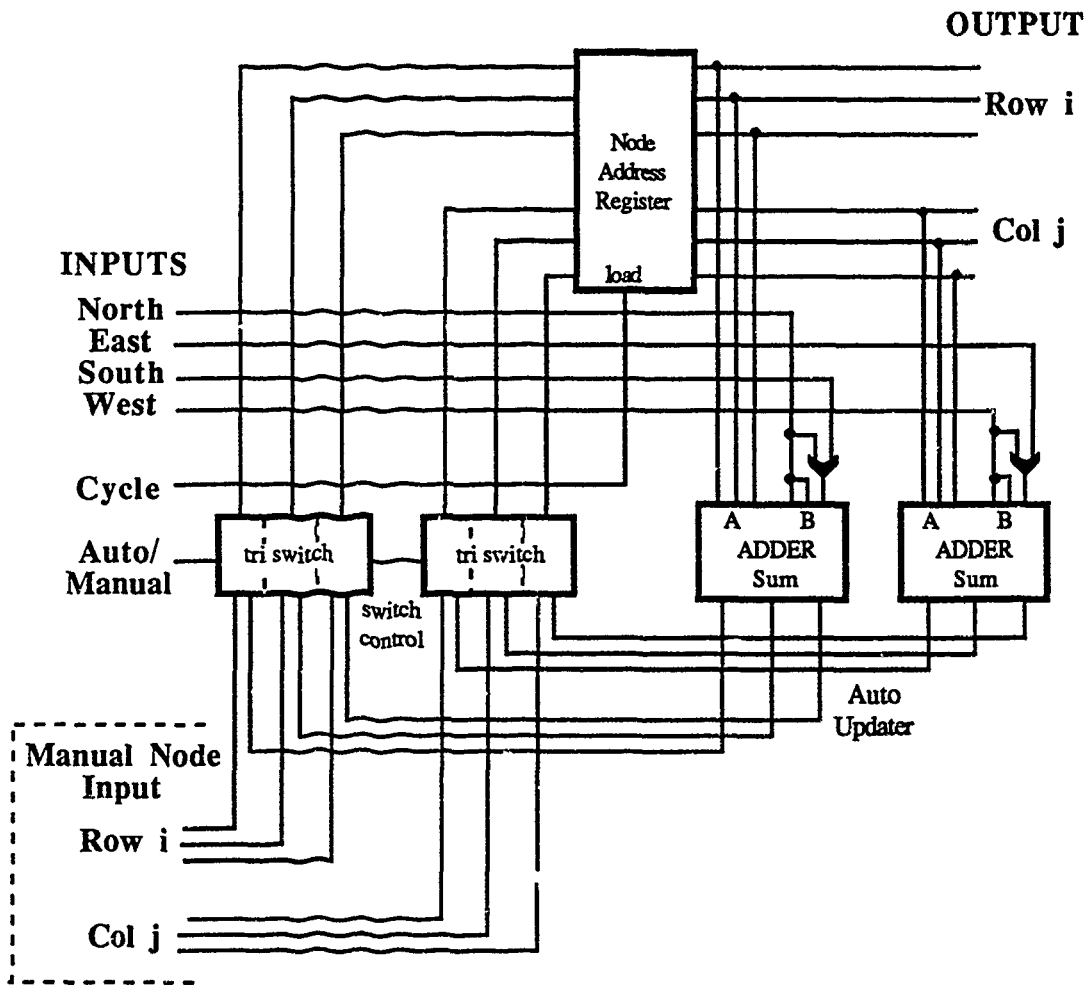 OUTPUT
Row i
Node
Address
Register
Col j
load
INPUTS
North
East
South
West
Cycle
Auto/
Manual
tri switch
tri switch
switch
control
A B
ADDER
Sum
A B
ADDER
Sum
Auto
Updater
Manual Node
Input
Row i
Col j